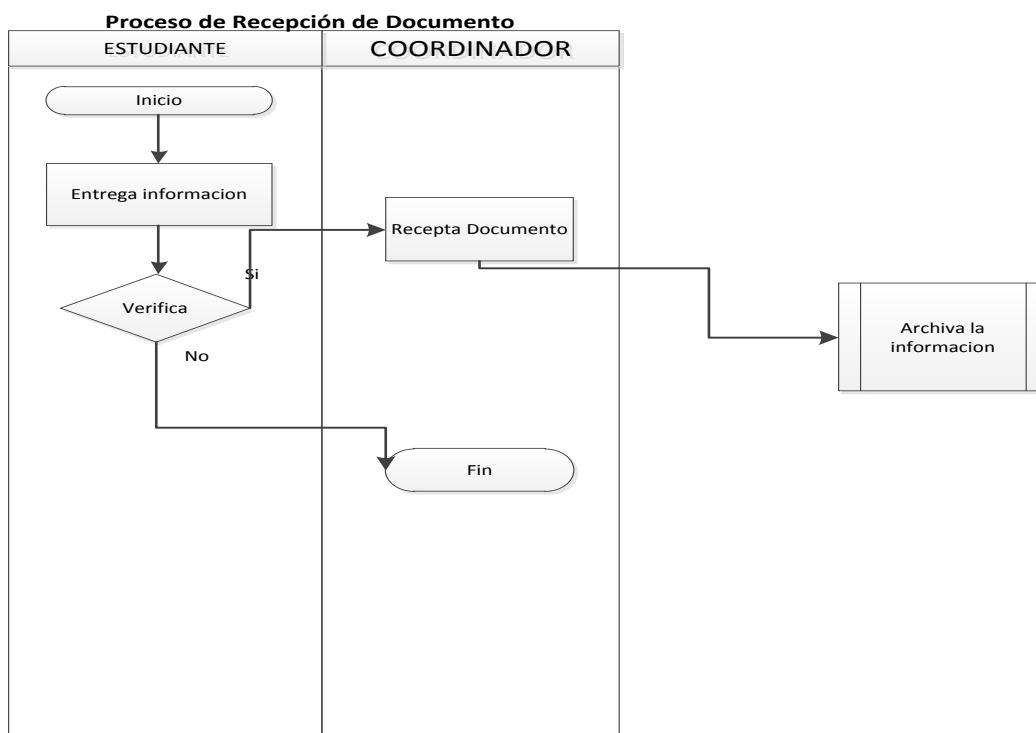 Proceso de Recepción de Documento
ESTUDIANTE
COORDINADOR
Inicio
Entrega informacion
Recepta Documento
Si
Verifica
Archiva la
informacion
No
Fin